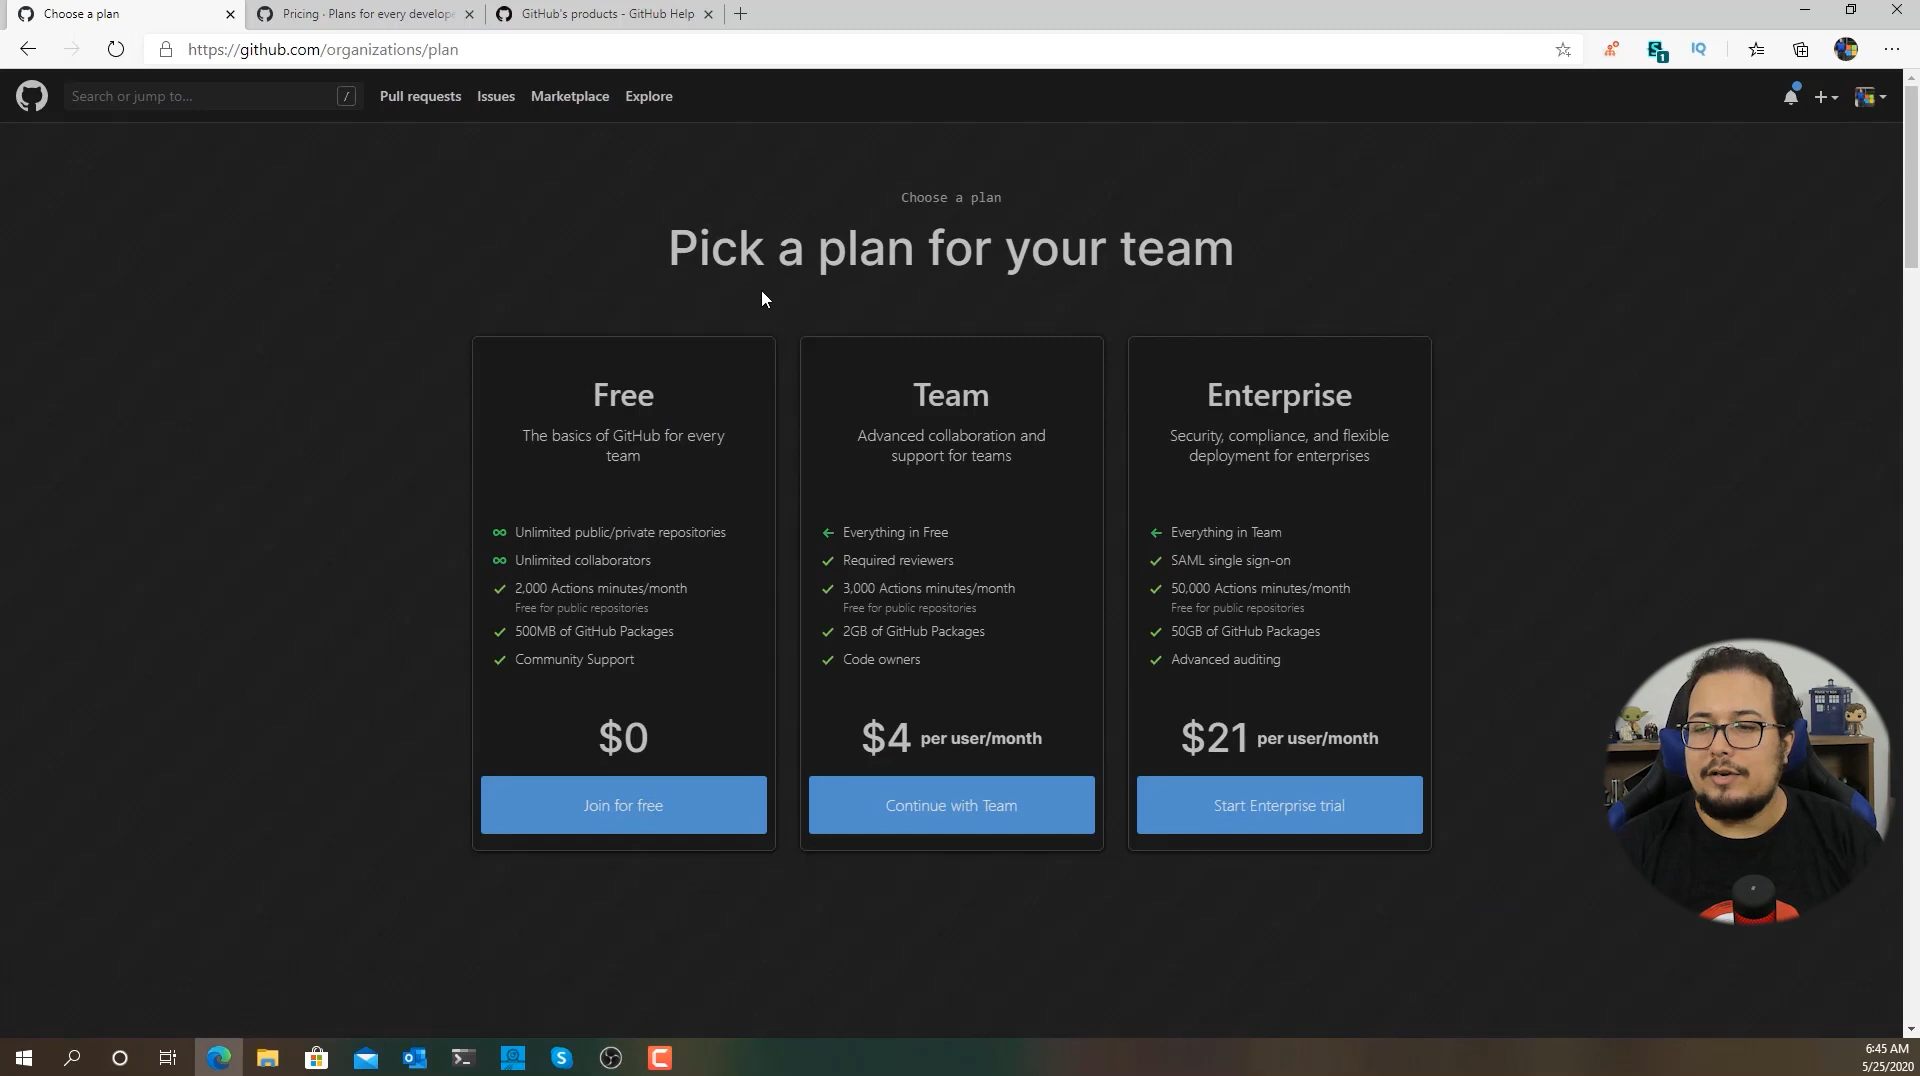 Choose a plan
Pricing · Plans for every develope
GitHub's products - GitHub Help
https://github.com/organizations/plan
IQ
1
Search or jump to...
/
Pull requests
Issues
Marketplace
Explore
Choose a plan
Pick a plan for your team
Free
The basics of GitHub for every
team
Unlimited public/private repositories
Unlimited collaborators
2,000 Actions minutes/month
Free for public repositories
500MB of GitHub Packages
Community Support
$0
Join for free
Team
Advanced collaboration and
support for teams
Everything in Free
Required reviewers
3,000 Actions minutes/month
Free for public repositories
2GB of GitHub Packages
Code owners
$4 per user/month
Continue with Team
Enterprise
Security, compliance, and flexible
deployment for enterprises
Everything in Team
SAML single sign-on
50,000 Actions minutes/month
Free for public repositories
50GB of GitHub Packages
Advanced auditing
$21 per user/month
Start Enterprise trial
6:45 AM
5/25/2020